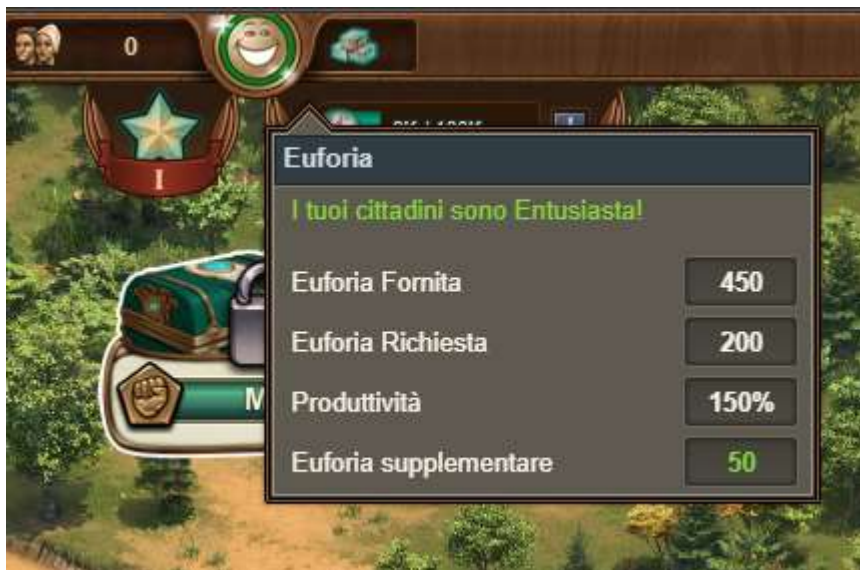 0
I
Euforia
I tuoi cittadini sono Entusiasta!
Euforia Fornita 450
Euforia Richiesta 200
Produttività 150%
Euforia supplementare 50
M